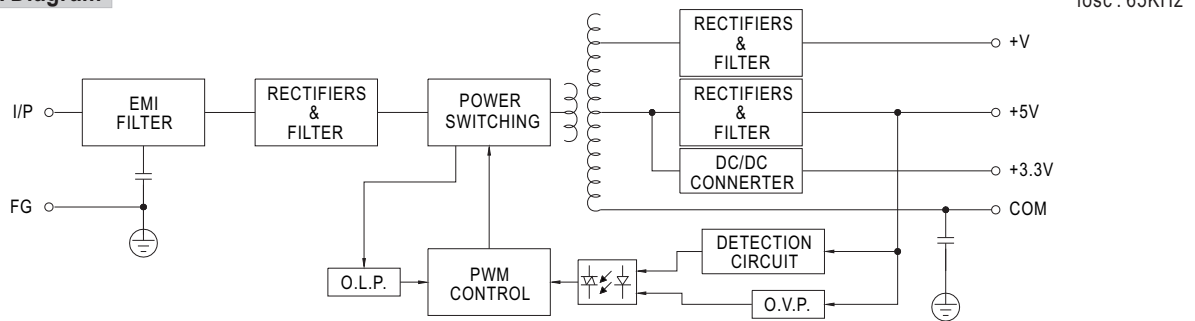 Diagram
fosc : 65KHz
RECTIFIERS
&
FILTER
+V
I/P
EMI
FILTER
RECTIFIERS
&
FILTER
POWER
SWITCHING
RECTIFIERS
&
FILTER
+5V
DC/DC
CONNERTER
+3.3V
FG
COM
O.L.P.
PWM
CONTROL
DETECTION
CIRCUIT
O.V.P.